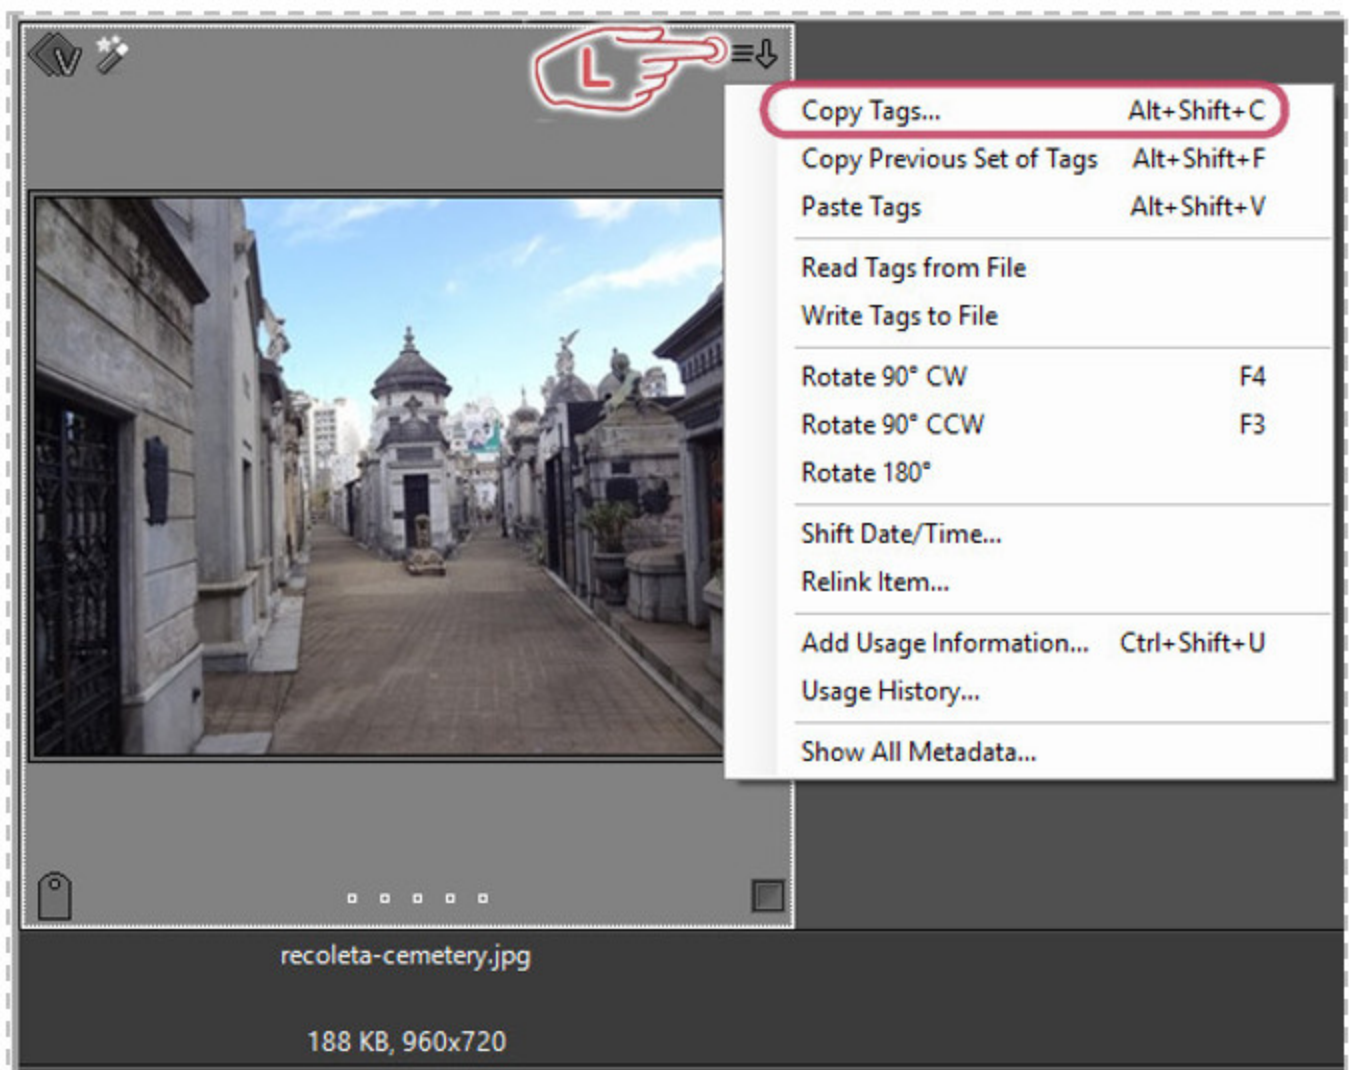 V
L
Copy Tags... Alt+Shift+C
Copy Previous Set of Tags Alt+Shift+F
Paste Tags Alt+Shift+V
Read Tags from File
Write Tags to File
Rotate 90° CW F4
Rotate 90° CCW F3
Rotate 180°
Shift Date/Time...
Relink Item...
Add Usage Information... Ctrl+Shift+U
Usage History...
Show All Metadata...
recoleta-cemetery.jpg
188 KB, 960x720